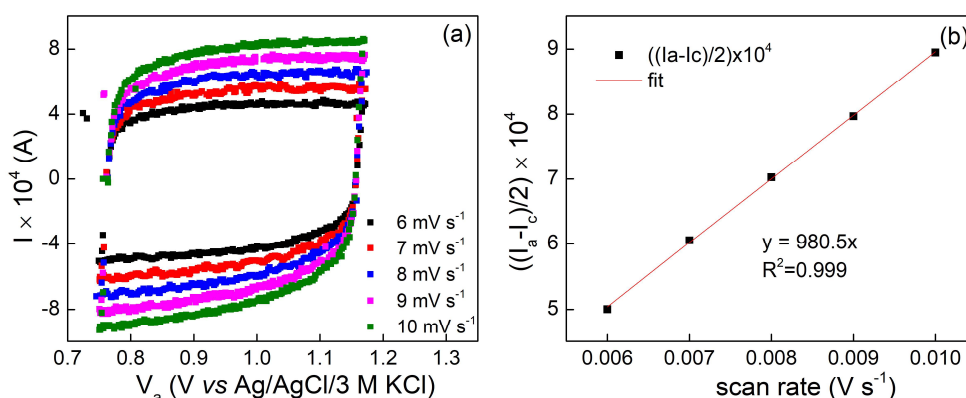 (a)
8
4
0
-4
-8
I × 10⁴ (A)
6 mV s⁻¹
7 mV s⁻¹
8 mV s⁻¹
9 mV s⁻¹
10 mV s⁻¹
0.7 0.8 0.9 1.0 1.1 1.2 1.3
Vₐ (V vs Ag/AgCl/3 M KCl)
(b)
((Ia-Ic)/2)x10⁴
fit
9
8
7
6
5
((Iₐ-I꜀)/2) × 10⁴
y = 980.5x
R²=0.999
0.006 0.007 0.008 0.009 0.010
scan rate (V s⁻¹)